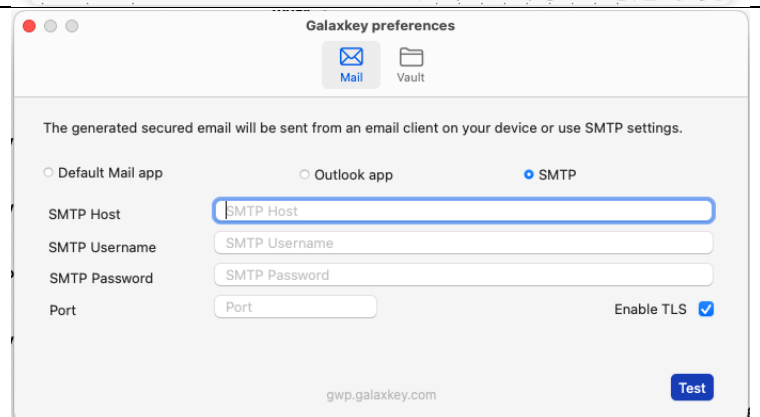 Galaxkey preferences
Mail Vault
The generated secured email will be sent from an email client on your device or use SMTP settings.
Default Mail app Outlook app SMTP
SMTP Host SMTP Host
SMTP Username SMTP Username
SMTP Password SMTP Password
Port Port Enable TLS
Test
gwp.galaxkey.com